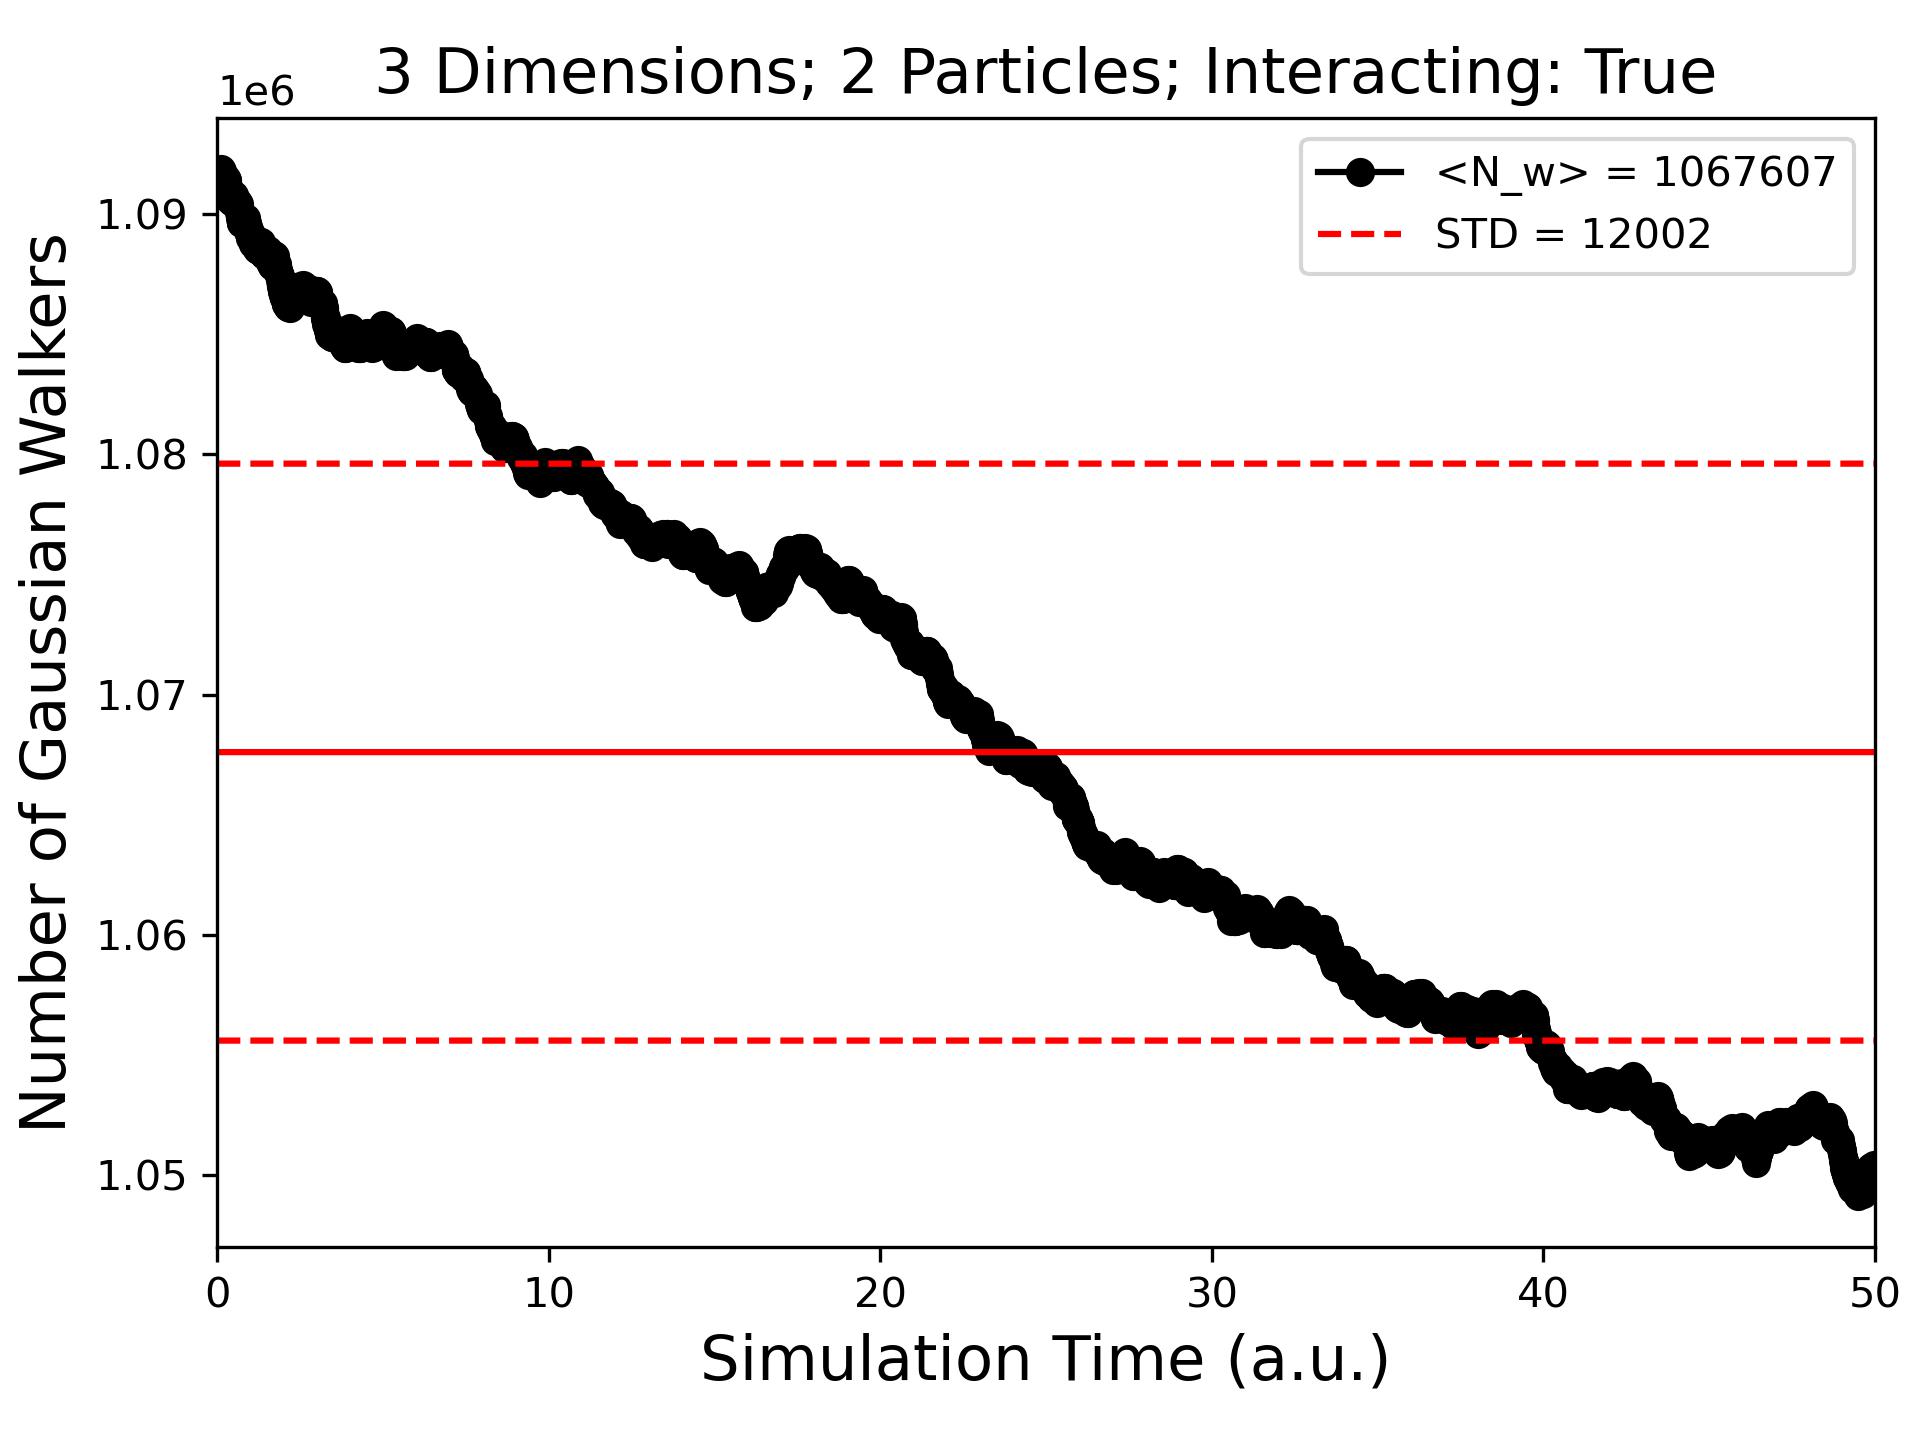 3 Dimensions; 2 Particles; Interacting: True
1e6
<N_w> = 1067607
STD = 12002
Number of Gaussian Walkers
1.09
1.08
1.07
1.06
1.05
0 10 20 30 40 50
Simulation Time (a.u.)